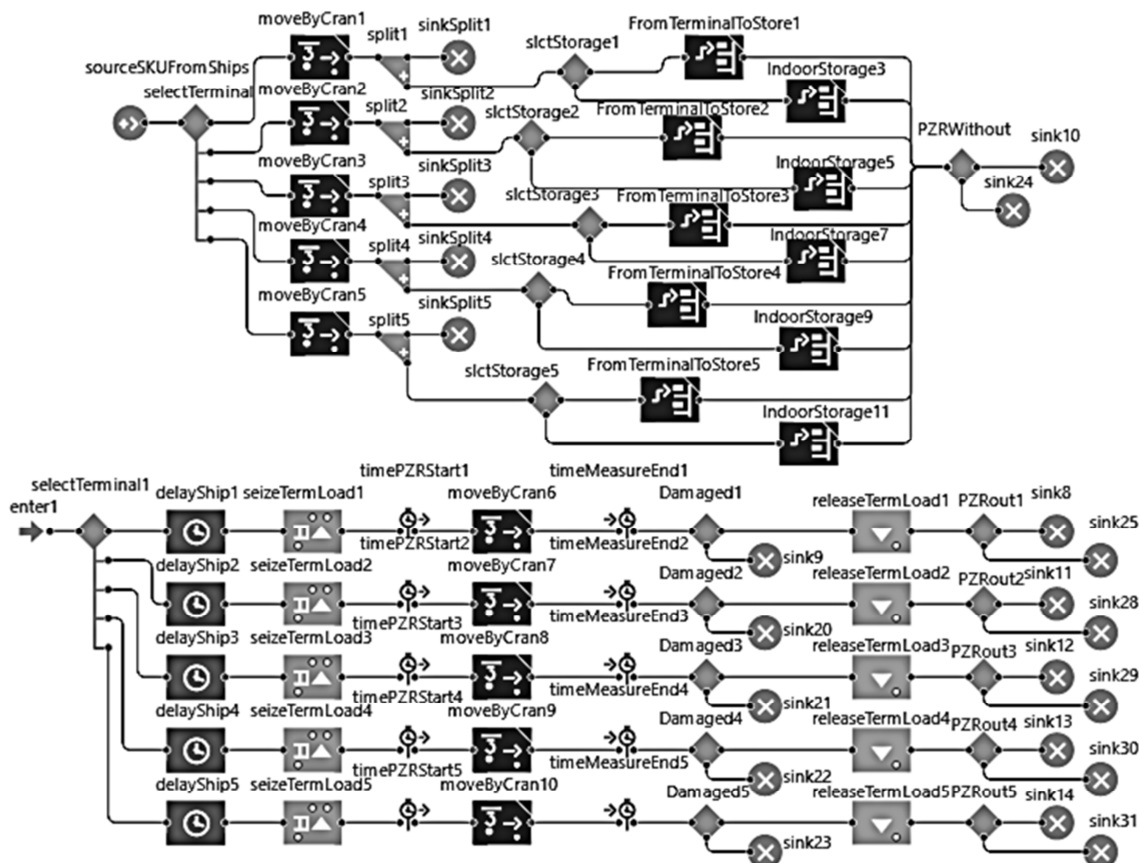 moveByCran1
split1
sinkSplit1
slctStorage1
FromTerminalToStore1
sourceSKUFromShips
selectTerminal
moveByCran2
split2
sinkSplit2
slctStorage2
FromTerminalToStore2
IndoorStorage3
PZRWithout
sink10
moveByCran3
split3
sinkSplit3
slctStorage3
FromTerminalToStore3
IndoorStorage5
sink24
moveByCran4
split4
sinkSplit4
slctStorage4
FromTerminalToStore4
IndoorStorage7
moveByCran5
split5
sinkSplit5
slctStorage5
FromTerminalToStore5
IndoorStorage9
IndoorStorage11
enter1
selectTerminal1
delayShip1
seizeTermLoad1
timePZRStart1
moveByCran6
timeMeasureEnd1
Damaged1
sink9
releaseTermLoad1
PZRout1
sink8
sink25
delayShip2
seizeTermLoad2
timePZRStart2
moveByCran7
timeMeasureEnd2
Damaged2
sink20
releaseTermLoad2
PZRout2
sink11
sink28
delayShip3
seizeTermLoad3
timePZRStart3
moveByCran8
timeMeasureEnd3
Damaged3
sink21
releaseTermLoad3
PZRout3
sink12
sink29
delayShip4
seizeTermLoad4
timePZRStart4
moveByCran9
timeMeasureEnd4
Damaged4
sink22
releaseTermLoad4
PZRout4
sink13
sink30
delayShip5
seizeTermLoad5
timePZRStart5
moveByCran10
timeMeasureEnd5
Damaged5
sink23
releaseTermLoad5
PZRout5
sink14
sink31